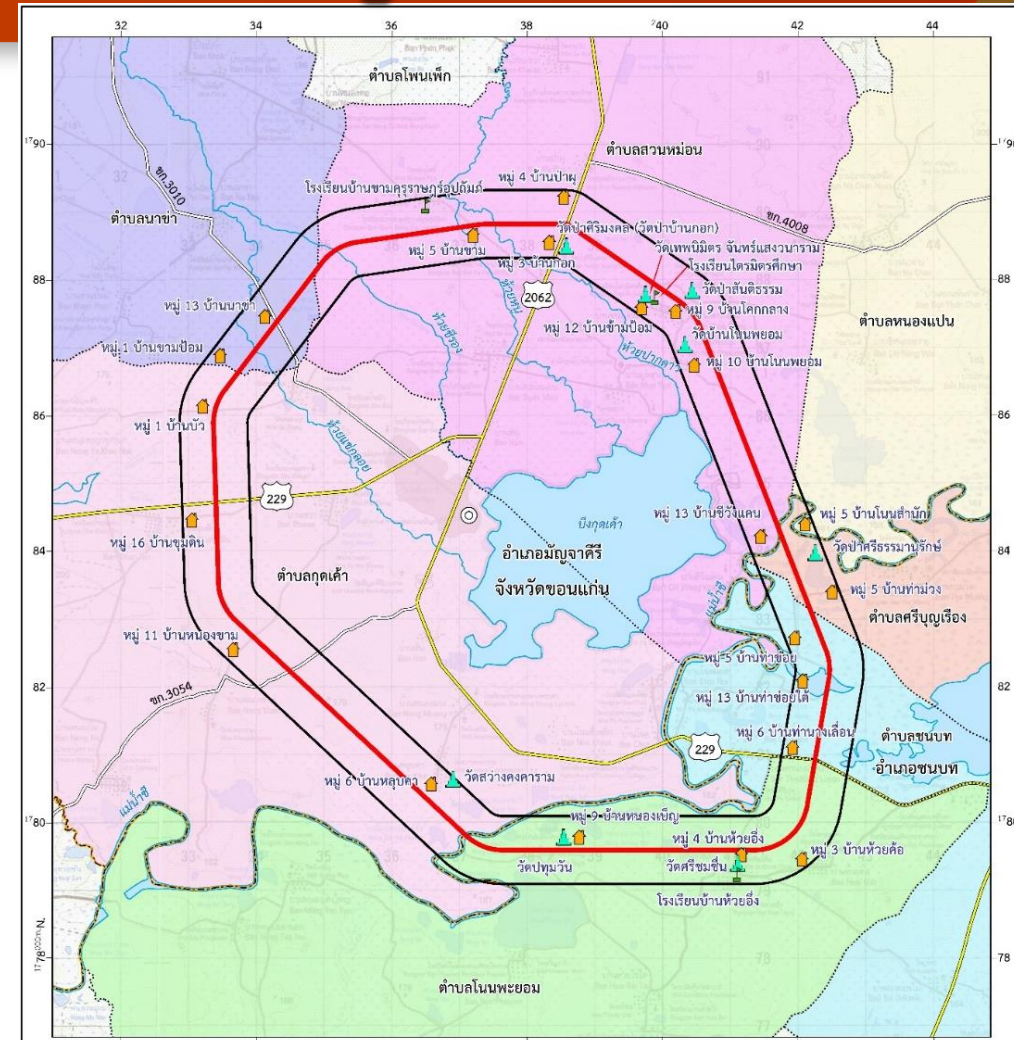 32 34 36 38 ²40 42 44
ตำบลโพนเพ็ก
ตำบลสวนหม่อน
¹⁷90
¹⁷90
ขก.3010
หมู่ 4 บ้านปาผุ
โรงเรียนบ้านขามคุรุราษฎร์อุปถัมภ์
ขก.4008
ตำบลนาข่า
วัดป่าศิริมงคล (วัดป่าบ้านกอก)
วัดเทพนิมิตร จันทร์แสงวนาราม
หมู่ 5 บ้านขาม
หมู่ 3 บ้านกอก
โรงเรียนไตรมิตรศึกษา
88
88
วัดป่าสันติธรรม
2062
หมู่ 13 บ้านนาข่า
หมู่ 9 บ้านโคกกลาง
หมู่ 12 บ้านขามป้อม
ตำบลหนองแปน
วัดบ้านโนนพยอม
หมู่ 1 บ้านขามป้อม
หมู่ 10 บ้านโนนพยอม
86
86
หมู่ 1 บ้านบัว
229
หมู่ 13 บ้านชีวังแคน
หมู่ 5 บ้านโนนสำนัก
บึงกุดเค้า
หมู่ 16 บ้านขุมดิน
84
84
อำเภอมัญจาคีรี
วัดป่าศรีธรรมานุรักษ์
ตำบลกุดเค้า
จังหวัดขอนแก่น
หมู่ 5 บ้านท่าม่วง
แม่น้ำชี
ตำบลศรีบุญเรือง
หมู่ 11 บ้านหนองขาม
หมู่ 5 บ้านท่าข่อย
ขก.3054
82
82
หมู่ 13 บ้านท่าข่อยใต้
หมู่ 6 บ้านท่านางเลื่อน
ตำบลชนบท
229
อำเภอชนบท
หมู่ 6 บ้านหลุบคา
วัดสว่างคงคาราม
แม่น้ำชี
¹⁷80
¹⁷80
หมู่ 9 บ้านหนองเบ็ญ
หมู่ 4 บ้านห้วยอึ่ง
หมู่ 3 บ้านห้วยค้อ
วัดปทุมวัน
วัดศรีชมชื่น
โรงเรียนบ้านห้วยอึ่ง
¹⁷78⁰⁰⁰ᵐN.
78
ตำบลโนนพะยอม